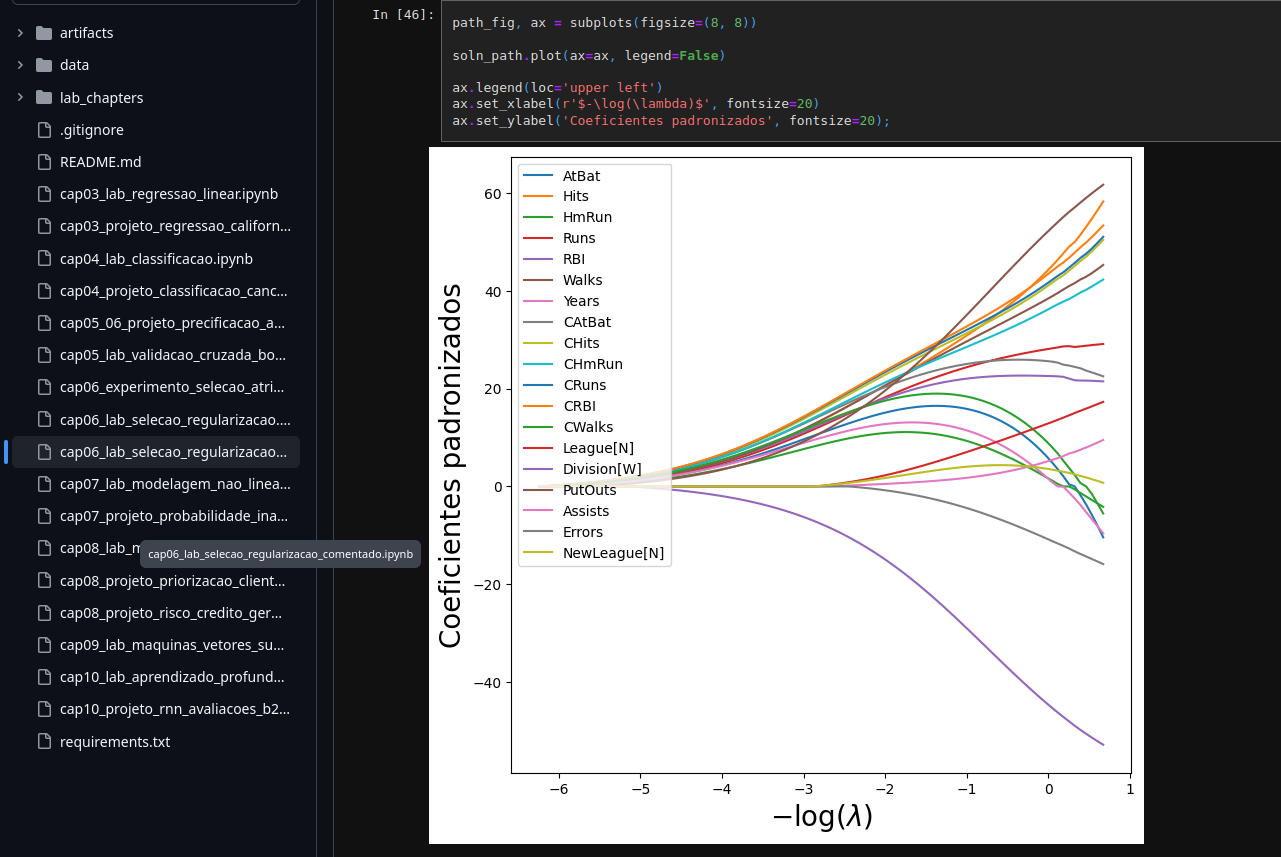 artifacts
data
lab_chapters
.gitignore
README.md
cap03_lab_regressao_linear.ipynb
cap03_projeto_regressao_californ...
cap04_lab_classificacao.ipynb
cap04_projeto_classificacao_canc...
cap05_06_projeto_precificacao_a...
cap05_lab_validacao_cruzada_bo...
cap06_experimento_selecao_atri...
cap06_lab_selecao_regularizacao....
cap06_lab_selecao_regularizacao...
cap07_lab_modelagem_nao_linea...
cap07_projeto_probabilidade_ina...
cap08_lab_m
cap06_lab_selecao_regularizacao_comentado.ipynb
cap08_projeto_priorizacao_client...
cap08_projeto_risco_credito_ger...
cap09_lab_maquinas_vetores_su...
cap10_lab_aprendizado_profund...
cap10_projeto_rnn_avaliacoes_b2...
requirements.txt
In [46]:
path_fig, ax = subplots(figsize=(8, 8))
soln_path.plot(ax=ax, legend=False)
ax.legend(loc='upper left')
ax.set_xlabel(r'$-\log(\lambda)$', fontsize=20)
ax.set_ylabel('Coeficientes padronizados', fontsize=20);
Coeficientes padronizados
60
40
20
0
−20
−40
AtBat
Hits
HmRun
Runs
RBI
Walks
Years
CAtBat
CHits
CHmRun
CRuns
CRBI
CWalks
League[N]
Division[W]
PutOuts
Assists
Errors
NewLeague[N]
−6 −5 −4 −3 −2 −1 0 1
−log(λ)